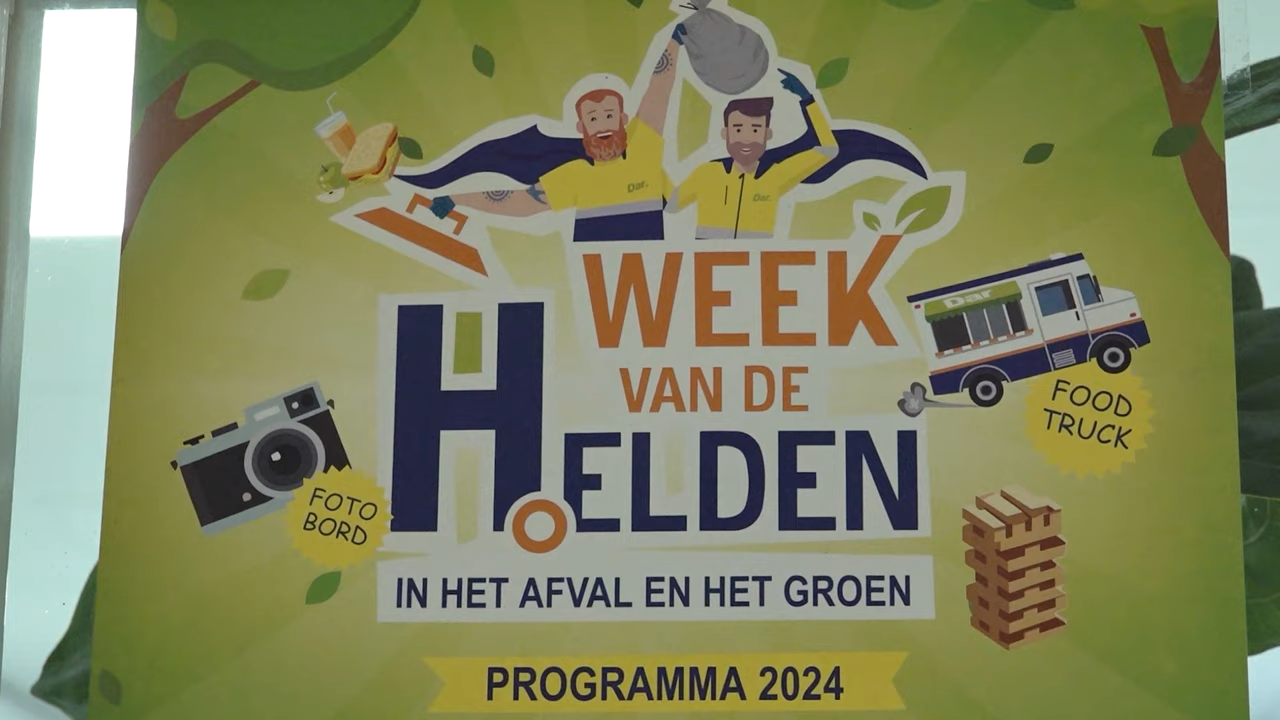 Dar.
Dar.
WEEK
VAN DE
HELDEN
IN HET AFVAL EN HET GROEN
Dar
FOOD
TRUCK
FOTO
BORD
PROGRAMMA 2024